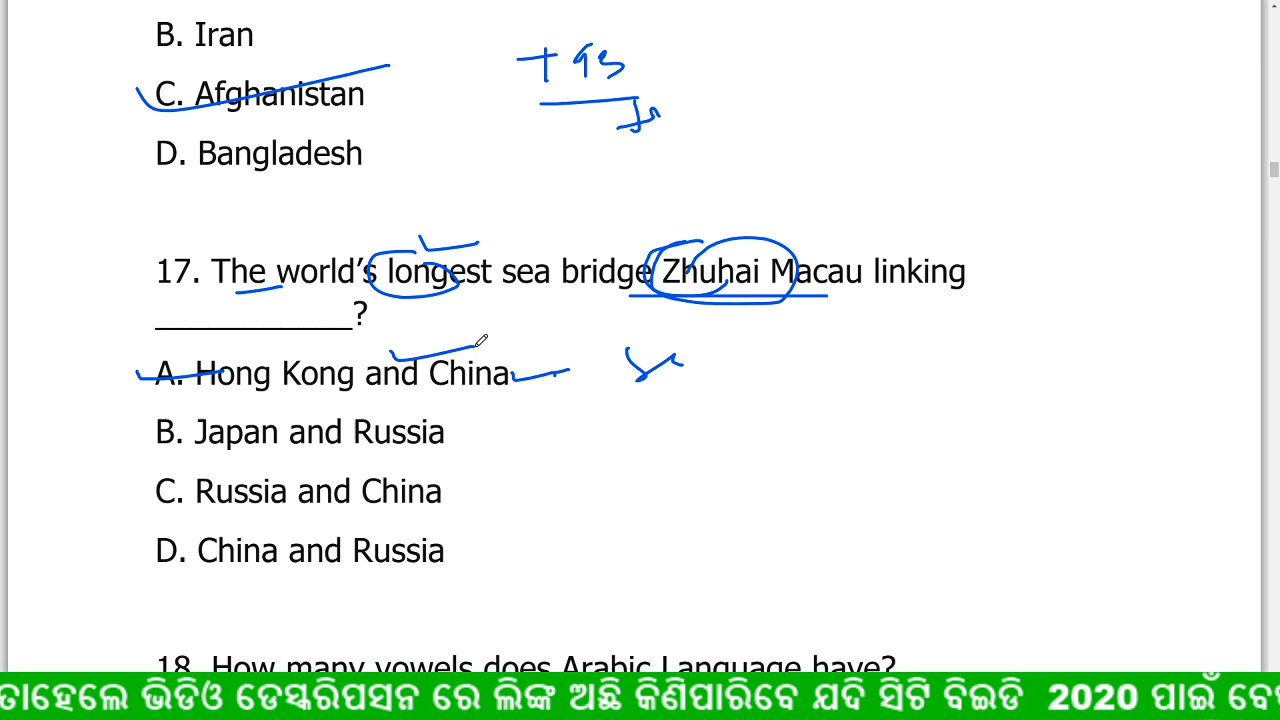 B. Iran
+ 93
C. Afghanistan
D. Bangladesh
17. The world's longest sea bridge Zhuhai Macau linking
____________?
A. Hong Kong and China
B. Japan and Russia
C. Russia and China
D. China and Russia
18. How many vowels does Arabic Language have?
ତାହେଲେ ଭିଡିଓ ଡେସ୍କରିପସନ ରେ ଲିଙ୍କ ଅଛି କିଣିପାରିବେ ଯଦି ସିଟି ବିଇଡି 2020 ପାଇଁ